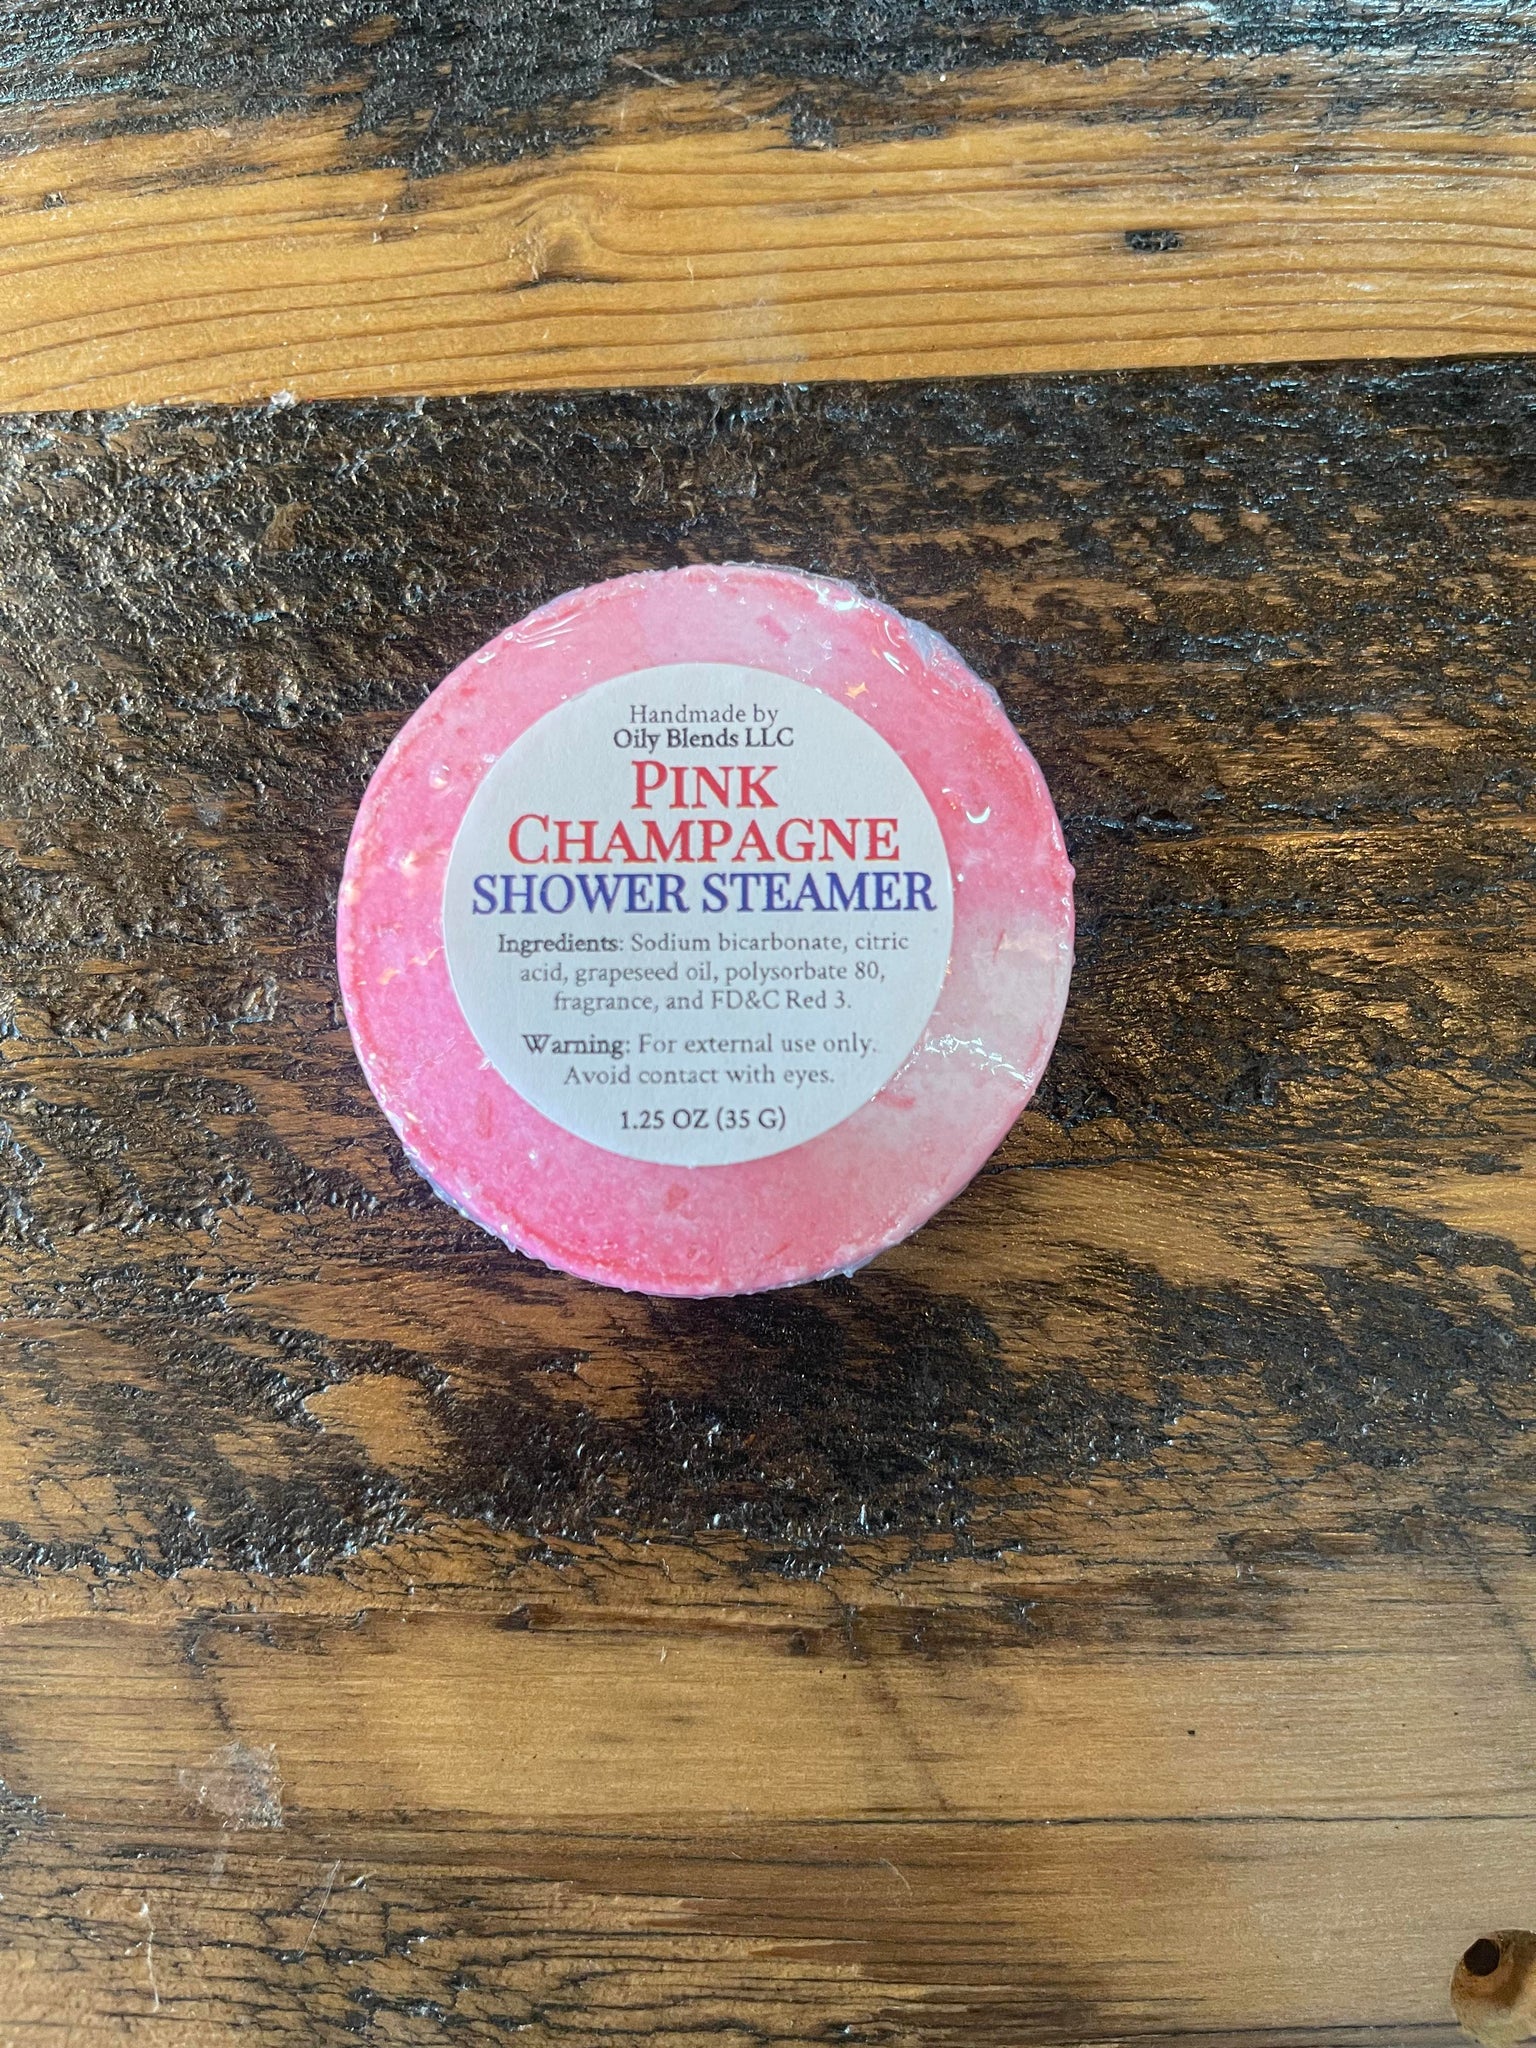 Handmade by
Oily Blends LLC
PINK
CHAMPAGNE
SHOWER STEAMER
Ingredients: Sodium bicarbonate, citric
acid, grapeseed oil, polysorbate 80,
fragrance, and FD&C Red 3.
Warning: For external use only.
Avoid contact with eyes.
1.25 OZ (35 G)